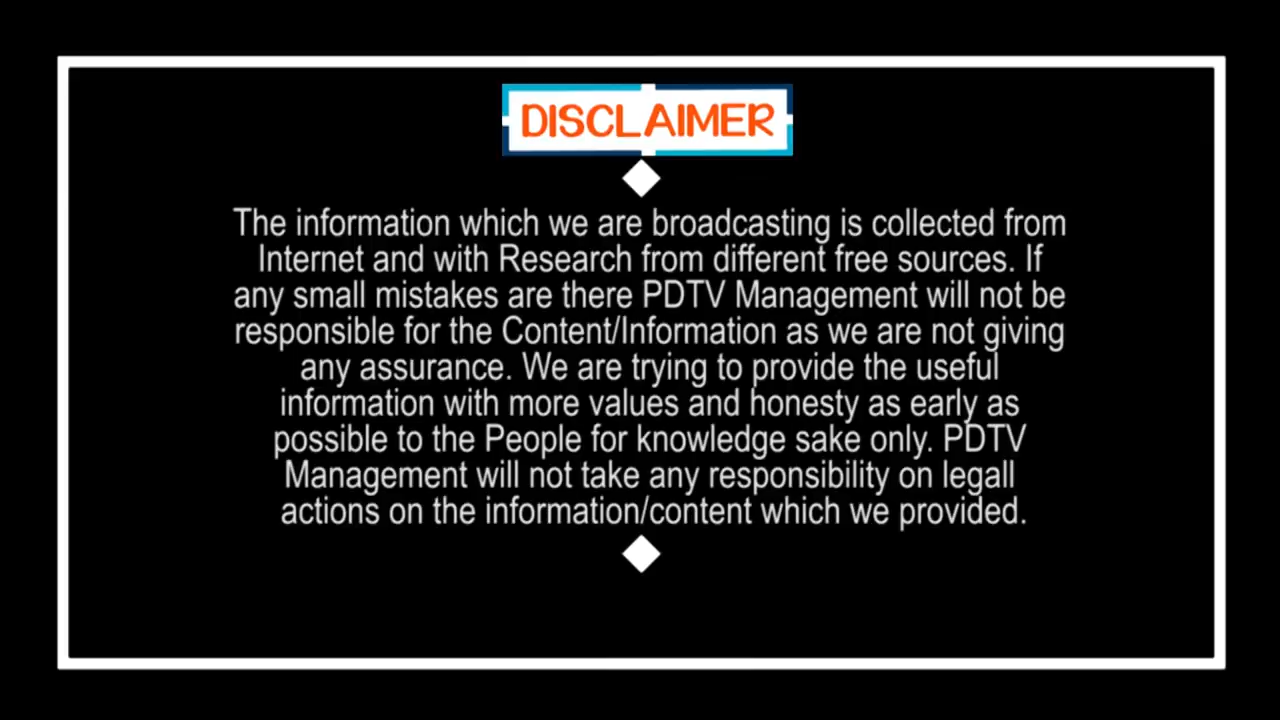 DISCLAIMER
The information which we are broadcasting is collected from
Internet and with Research from different free sources. If
any small mistakes are there PDTV Management will not be
responsible for the Content/Information as we are not giving
any assurance. We are trying to provide the useful
information with more values and honesty as early as
possible to the People for knowledge sake only. PDTV
Management will not take any responsibility on legall
actions on the information/content which we provided.